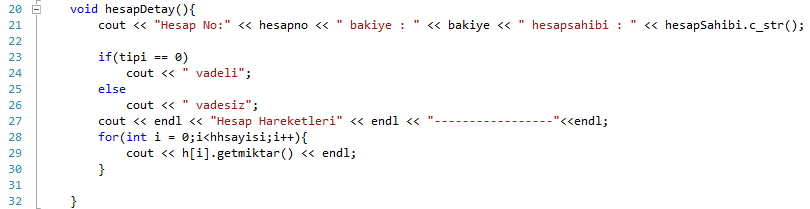 20 void hesapDetay(){
21 cout << "Hesap No:" << hesapno << " bakiye : " << bakiye << " hesapsahibi : " << hesapSahibi.c_str();
22
23 if(tipi == 0)
24 cout << " vadeli";
25 else
26 cout << " vadesiz";
27 cout << endl << "Hesap Hareketleri" << endl << "-----------------"<<endl;
28 for(int i = 0;i<hhsayisi;i++){
29 cout << h[i].getmiktar() << endl;
30 }
31
32 }